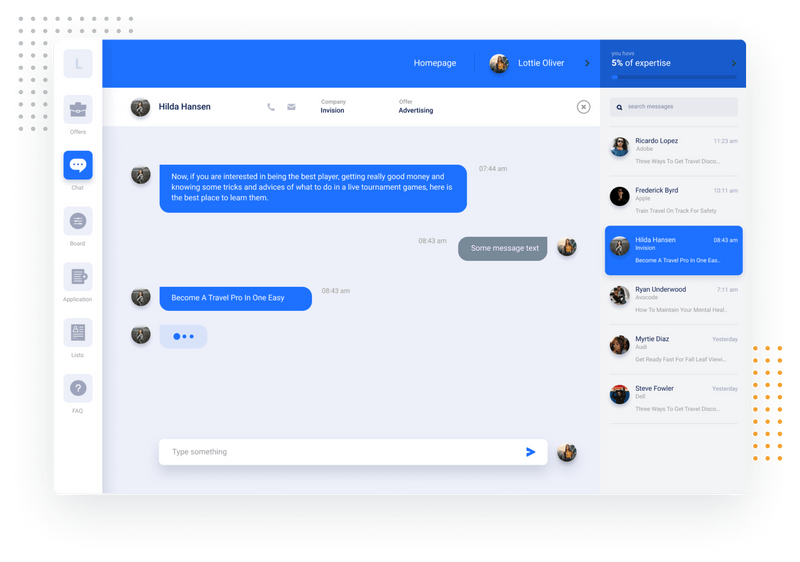 L
Offers
Chat
Board
Application
Lists
?
FAQ
Homepage
Lottie Oliver
you have
5% of expertise
Hilda Hansen
Company
Invision
Offer
Advertising
Now, if you are interested in being the best player, getting really good money and
knowing some tricks and advices of what to do in a live tournament games, here is
the best place to learn them.
07:44 am
08:43 am
Some message text
Become A Travel Pro In One Easy
08:43 am
Type something
search messages
Ricardo Lopez
11:23 am
Adobe
Three Ways To Get Travel Disco..
Frederick Byrd
10:11 am
Apple
Train Travel On Track For Safety
Hilda Hansen
08:43 am
Invision
Become A Travel Pro In One Eas..
Ryan Underwood
7:11 am
Avocode
How To Maintain Your Mental Heal..
Myrtie Diaz
Yesterday
Audi
Get Ready Fast For Fall Leaf Viewi..
Steve Fowler
Yesterday
Dell
Three Ways To Get Travel Disco..